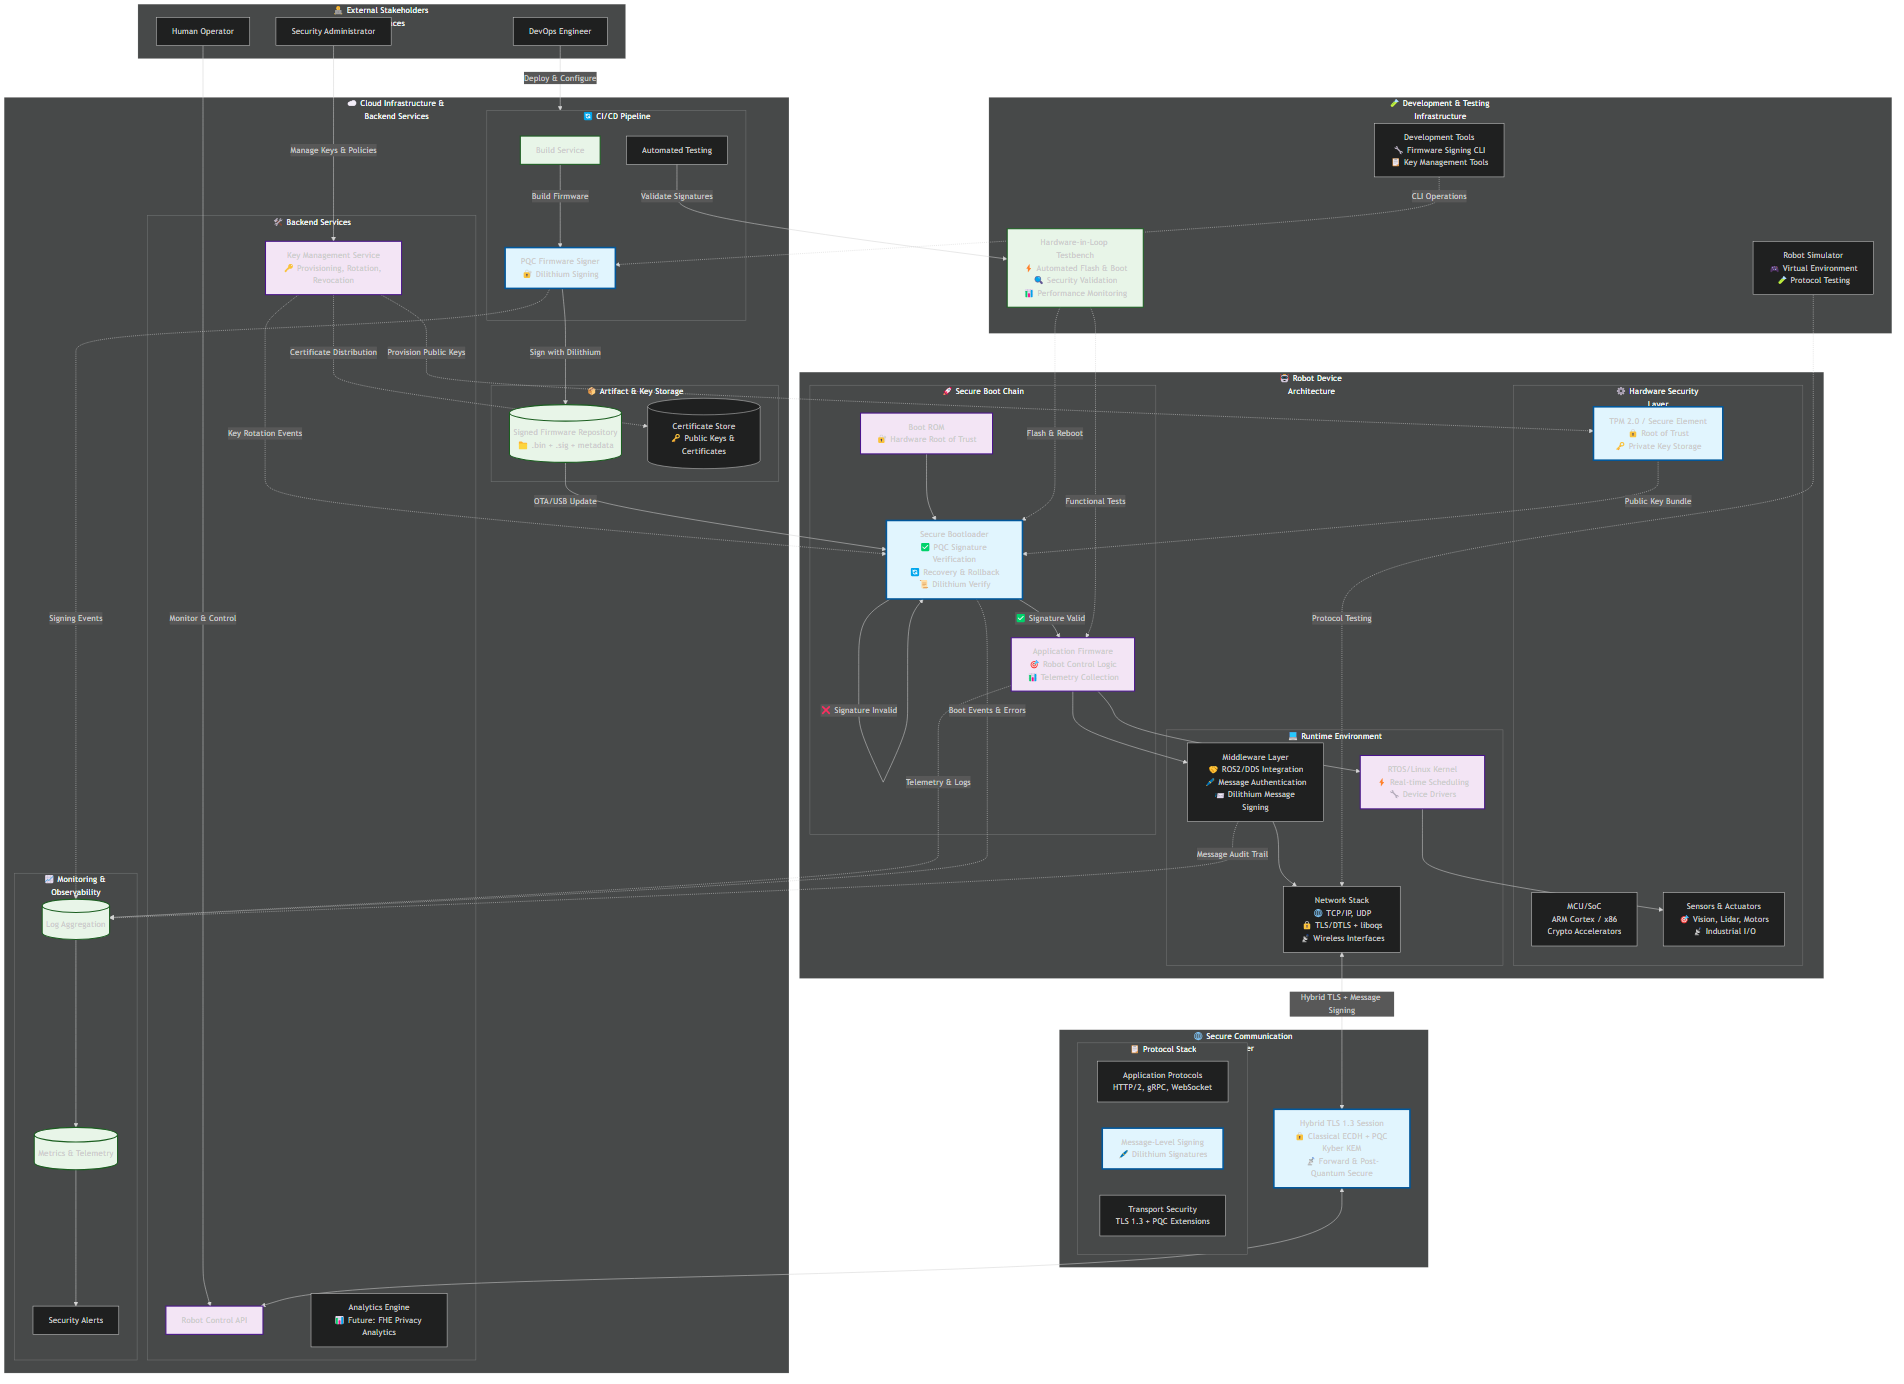 External Stakeholders
aces
Human Operator
Security Administrator
DevOps Engineer
Deploy & Configure
Cloud Infrastructure &
Backend Services
CI/CD Pipeline
Build Service
Automated Testing
Manage Keys & Policies
Build Firmware
Validate Signatures
Backend Services
Key Management Service
Provisioning, Rotation,
Revocation
PQC Firmware Signer
Dilithium Signing
Certificate Distribution
Provision Public Keys
Sign with Dilithium
Artifact & Key Storage
Signed Firmware Repository
.bin + .sig + metadata
Certificate Store
Public Keys &
Certificates
Key Rotation Events
OTA/USB Update
Signing Events
Monitor & Control
Monitoring &
Observability
Log Aggregation
Metrics & Telemetry
Security Alerts
Robot Control API
Analytics Engine
Future: FHE Privacy
Analytics
Development & Testing
Infrastructure
Development Tools
Firmware Signing CLI
Key Management Tools
CLI Operations
Hardware-in-Loop
Testbench
Automated Flash & Boot
Security Validation
Performance Monitoring
Robot Simulator
Virtual Environment
Protocol Testing
Robot Device
Architecture
Secure Boot Chain
Boot ROM
Hardware Root of Trust
Flash & Reboot
Functional Tests
Secure Bootloader
PQC Signature
Verification
Recovery & Rollback
Dilithium Verify
Signature Valid
Application Firmware
Robot Control Logic
Telemetry Collection
Signature Invalid
Boot Events & Errors
Telemetry & Logs
Hardware Security
Layer
TPM 2.0 / Secure Element
Root of Trust
Private Key Storage
Public Key Bundle
Protocol Testing
Runtime Environment
Middleware Layer
ROS2/DDS Integration
Message Authentication
Dilithium Message
Signing
RTOS/Linux Kernel
Real-time Scheduling
Device Drivers
Message Audit Trail
Network Stack
TCP/IP, UDP
TLS/DTLS + liboqs
Wireless Interfaces
MCU/SoC
ARM Cortex / x86
Crypto Accelerators
Sensors & Actuators
Vision, Lidar, Motors
Industrial I/O
Hybrid TLS + Message
Signing
Secure Communication
er
Protocol Stack
Application Protocols
HTTP/2, gRPC, WebSocket
Message-Level Signing
Dilithium Signatures
Transport Security
TLS 1.3 + PQC Extensions
Hybrid TLS 1.3 Session
Classical ECDH + PQC
Kyber KEM
Forward & Post-
Quantum Secure